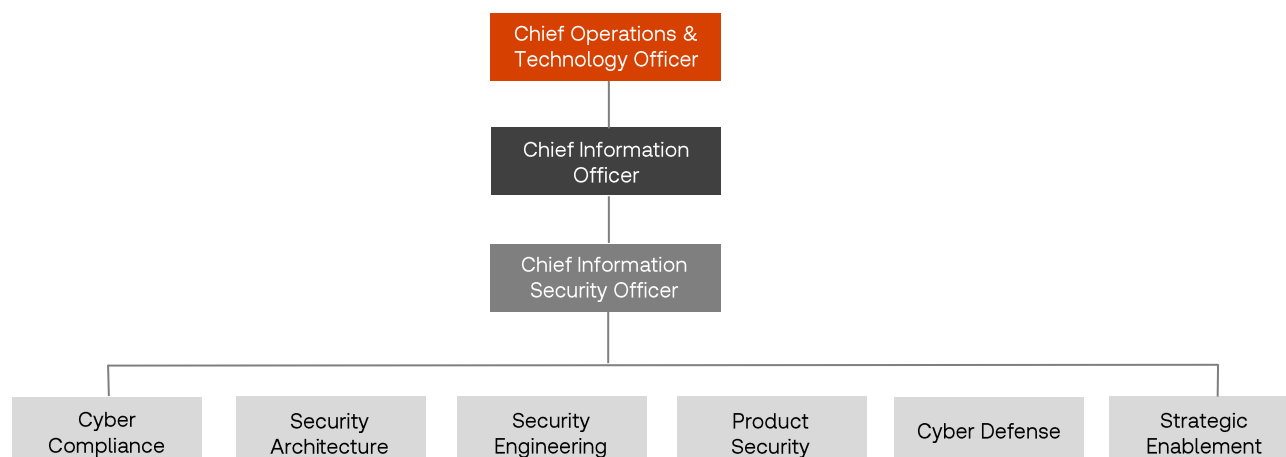 Chief Operations &
Technology Officer
Chief Information
Officer
Chief Information
Security Officer
Cyber
Compliance
Security
Architecture
Security
Engineering
Product
Security
Cyber Defense
Strategic
Enablement